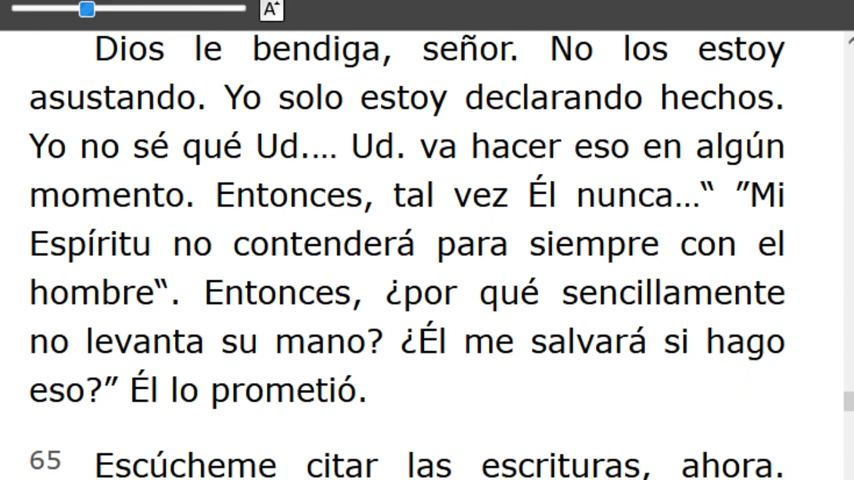 A
Dios le bendiga, señor. No los estoy
asustando. Yo solo estoy declarando hechos.
Yo no sé qué Ud.... Ud. va hacer eso en algún
momento. Entonces, tal vez Él nunca...“ ”Mi
Espíritu no contenderá para siempre con el
hombre“. Entonces, ¿por qué sencillamente
no levanta su mano? ¿Él me salvará si hago
eso?” Él lo prometió.
65 Escúcheme citar las escrituras, ahora.